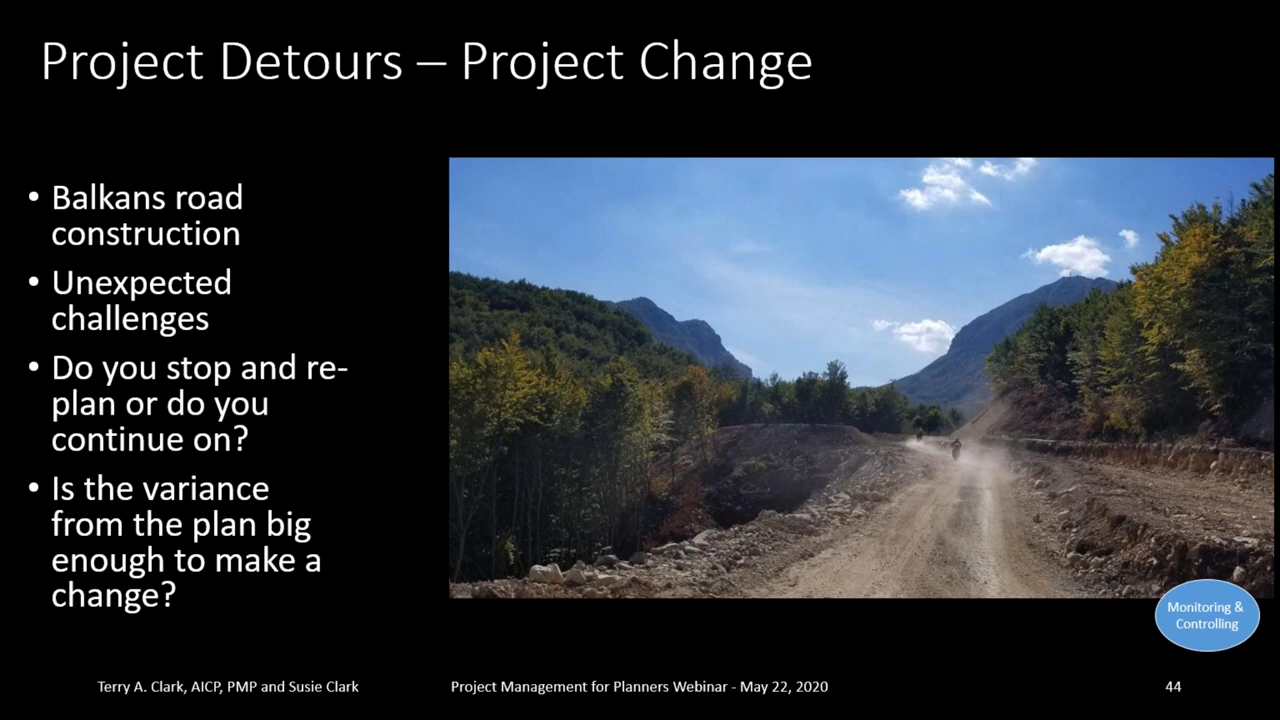 Project Detours – Project Change
• Balkans road
construction
• Unexpected
challenges
• Do you stop and re-
plan or do you
continue on?
• Is the variance
from the plan big
enough to make a
change?
Monitoring &
Controlling
Terry A. Clark, AICP, PMP and Susie Clark
Project Management for Planners Webinar - May 22, 2020
44